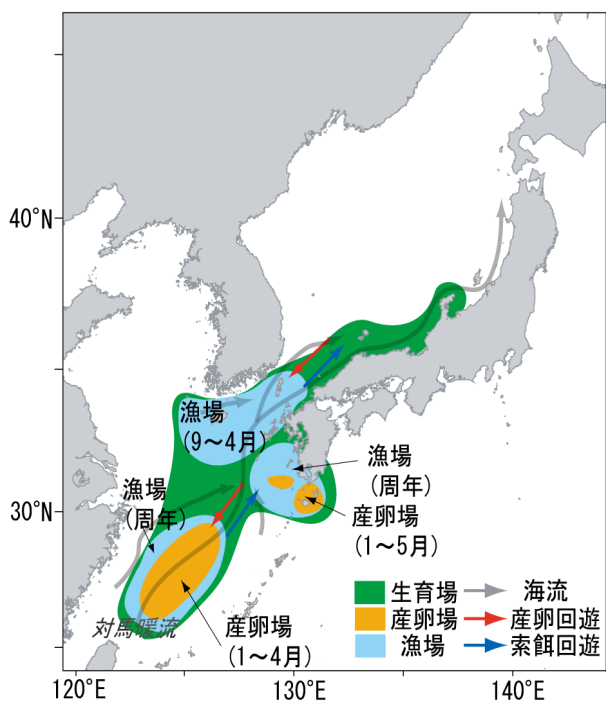 40°N
漁場
(9～4月)
漁場
(周年)
漁場
(周年)
30°N
産卵場
(1～5月)
対馬暖流
産卵場
(1～4月)
生育場
海流
産卵場
産卵回遊
漁場
索餌回遊
120°E
130°E
140°E